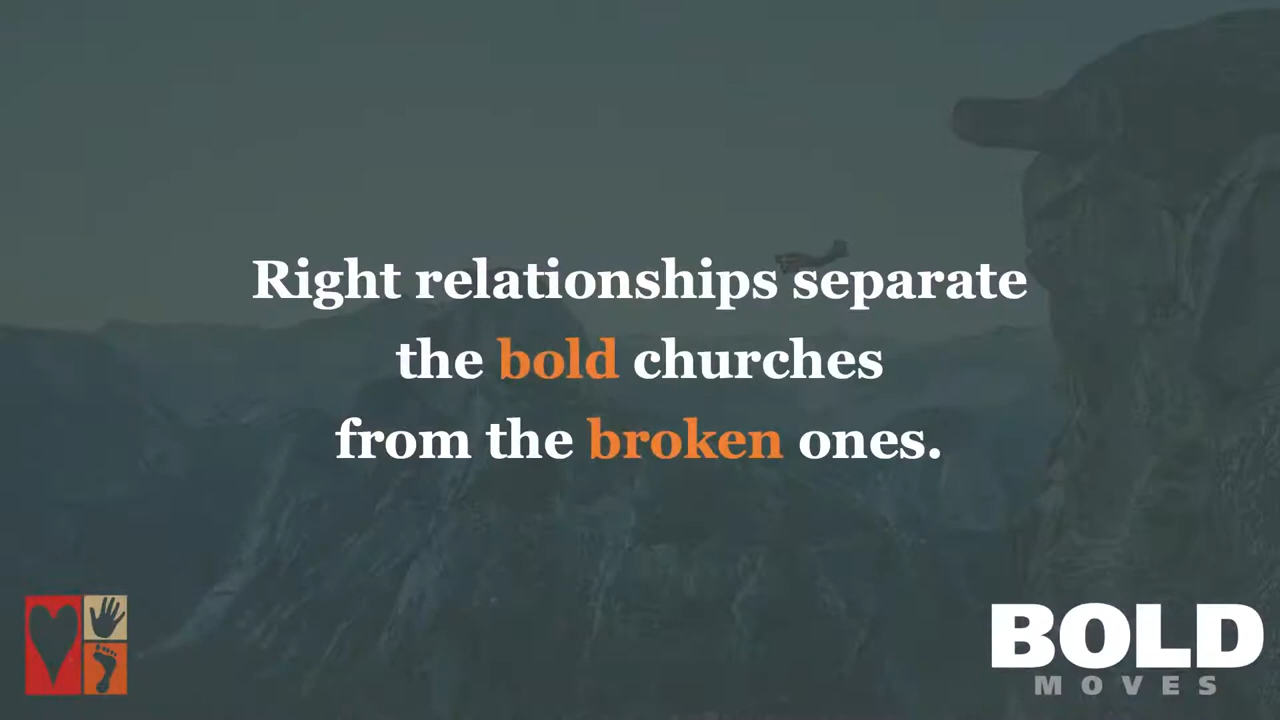 Right relationships separate
the bold churches
from the broken ones.
BOLD
MOVES